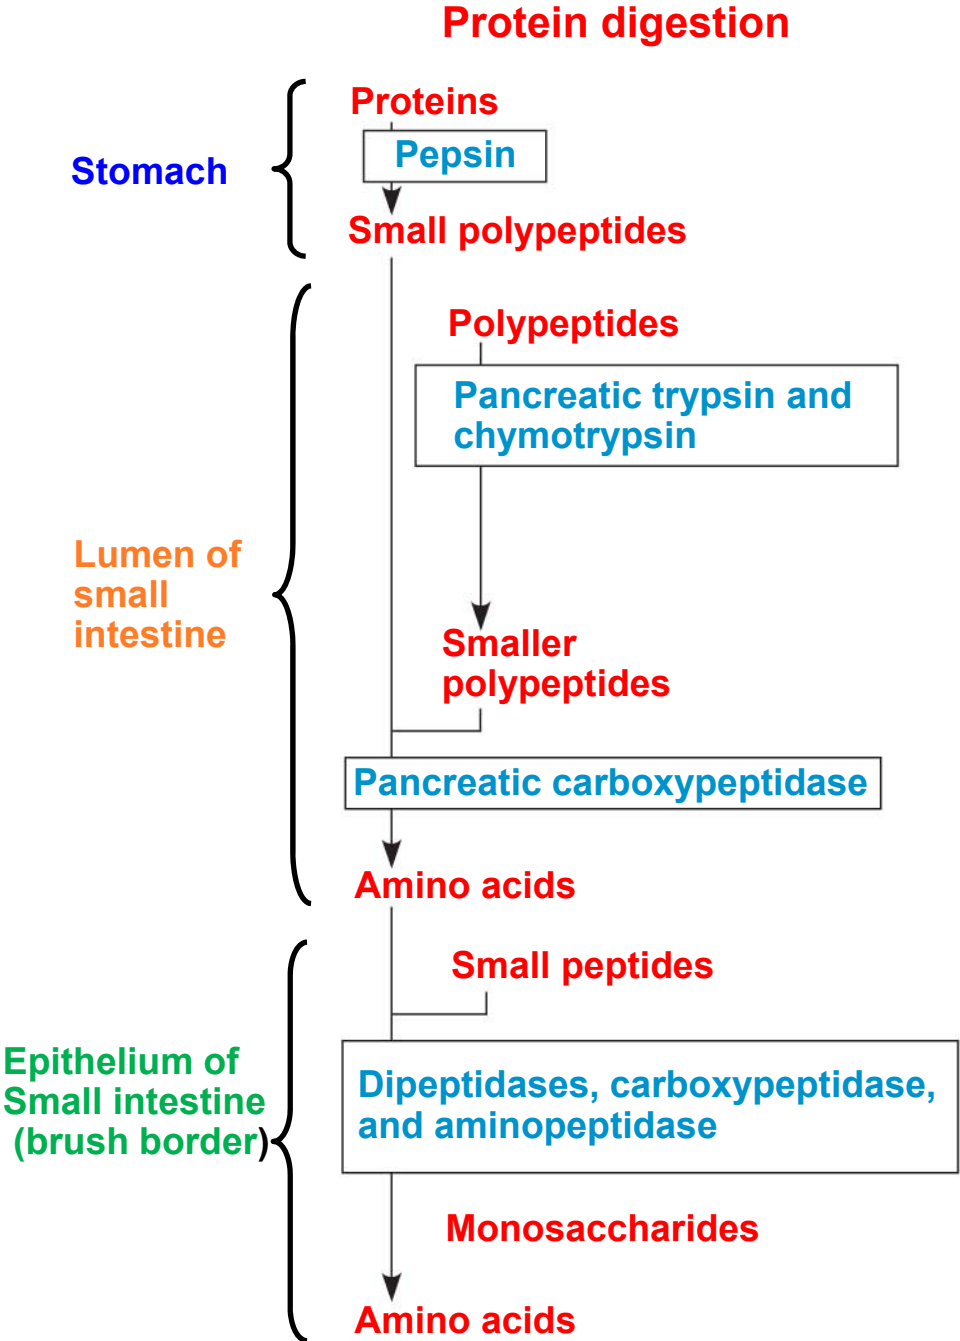 Protein digestion
Proteins
Pepsin
Stomach
Small polypeptides
Polypeptides
Pancreatic trypsin and
chymotrypsin
Lumen of
small
intestine
Smaller
polypeptides
Pancreatic carboxypeptidase
Amino acids
Small peptides
Epithelium of
Small intestine
(brush border)
Dipeptidases, carboxypeptidase,
and aminopeptidase
Monosaccharides
Amino acids